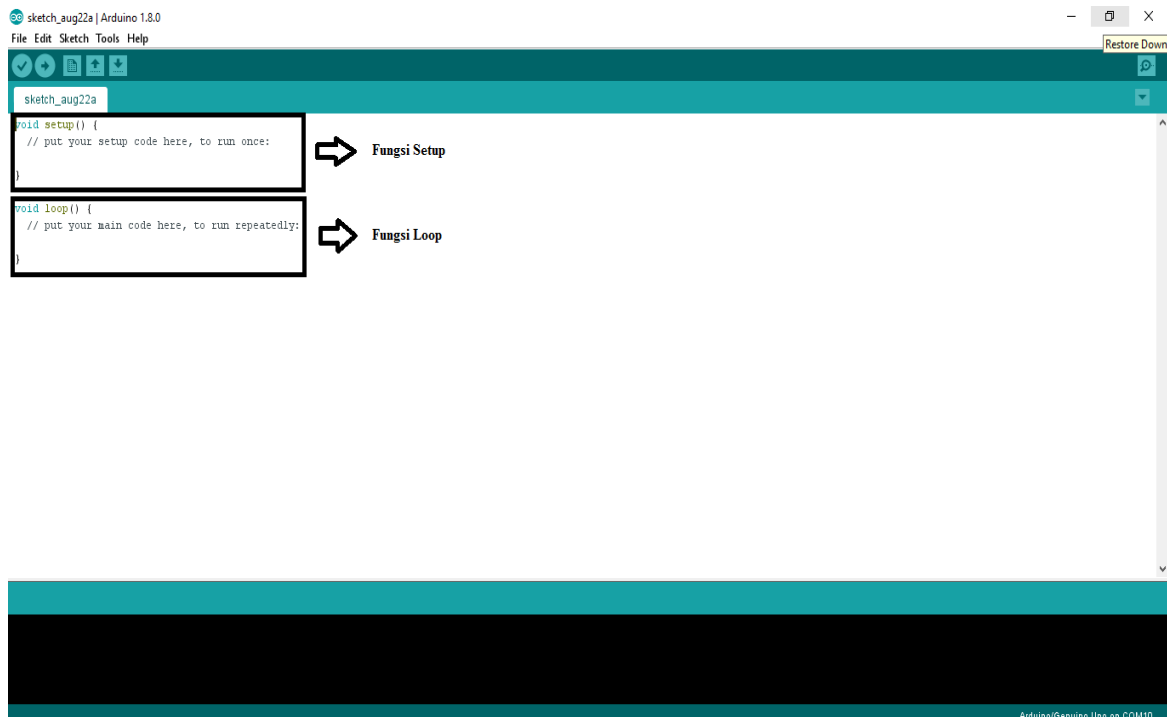 sketch_aug22a | Arduino 1.8.0
File Edit Sketch Tools Help
Restore Down
sketch_aug22a
void setup() {
// put your setup code here, to run once:
}
Fungsi Setup
void loop() {
// put your main code here, to run repeatedly:
}
Fungsi Loop
Arduino/Genuino Uno on COM10